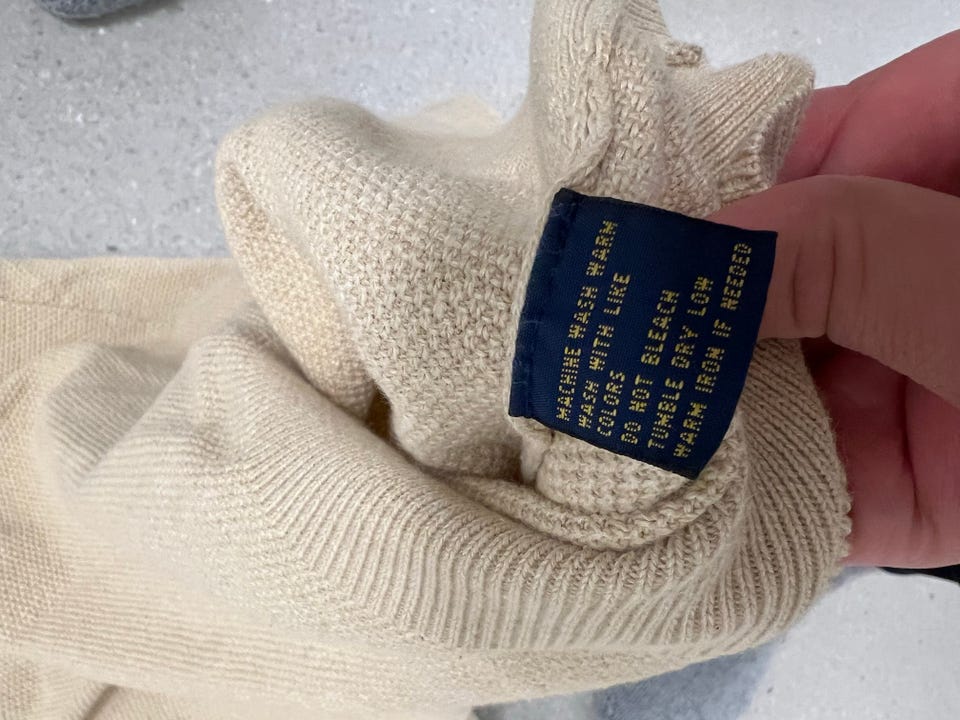 MACHINE WASH WARM
WASH WITH LIKE
COLORS
DO NOT BLEACH
TUMBLE DRY LOW
WARM IRON IF NEEDED